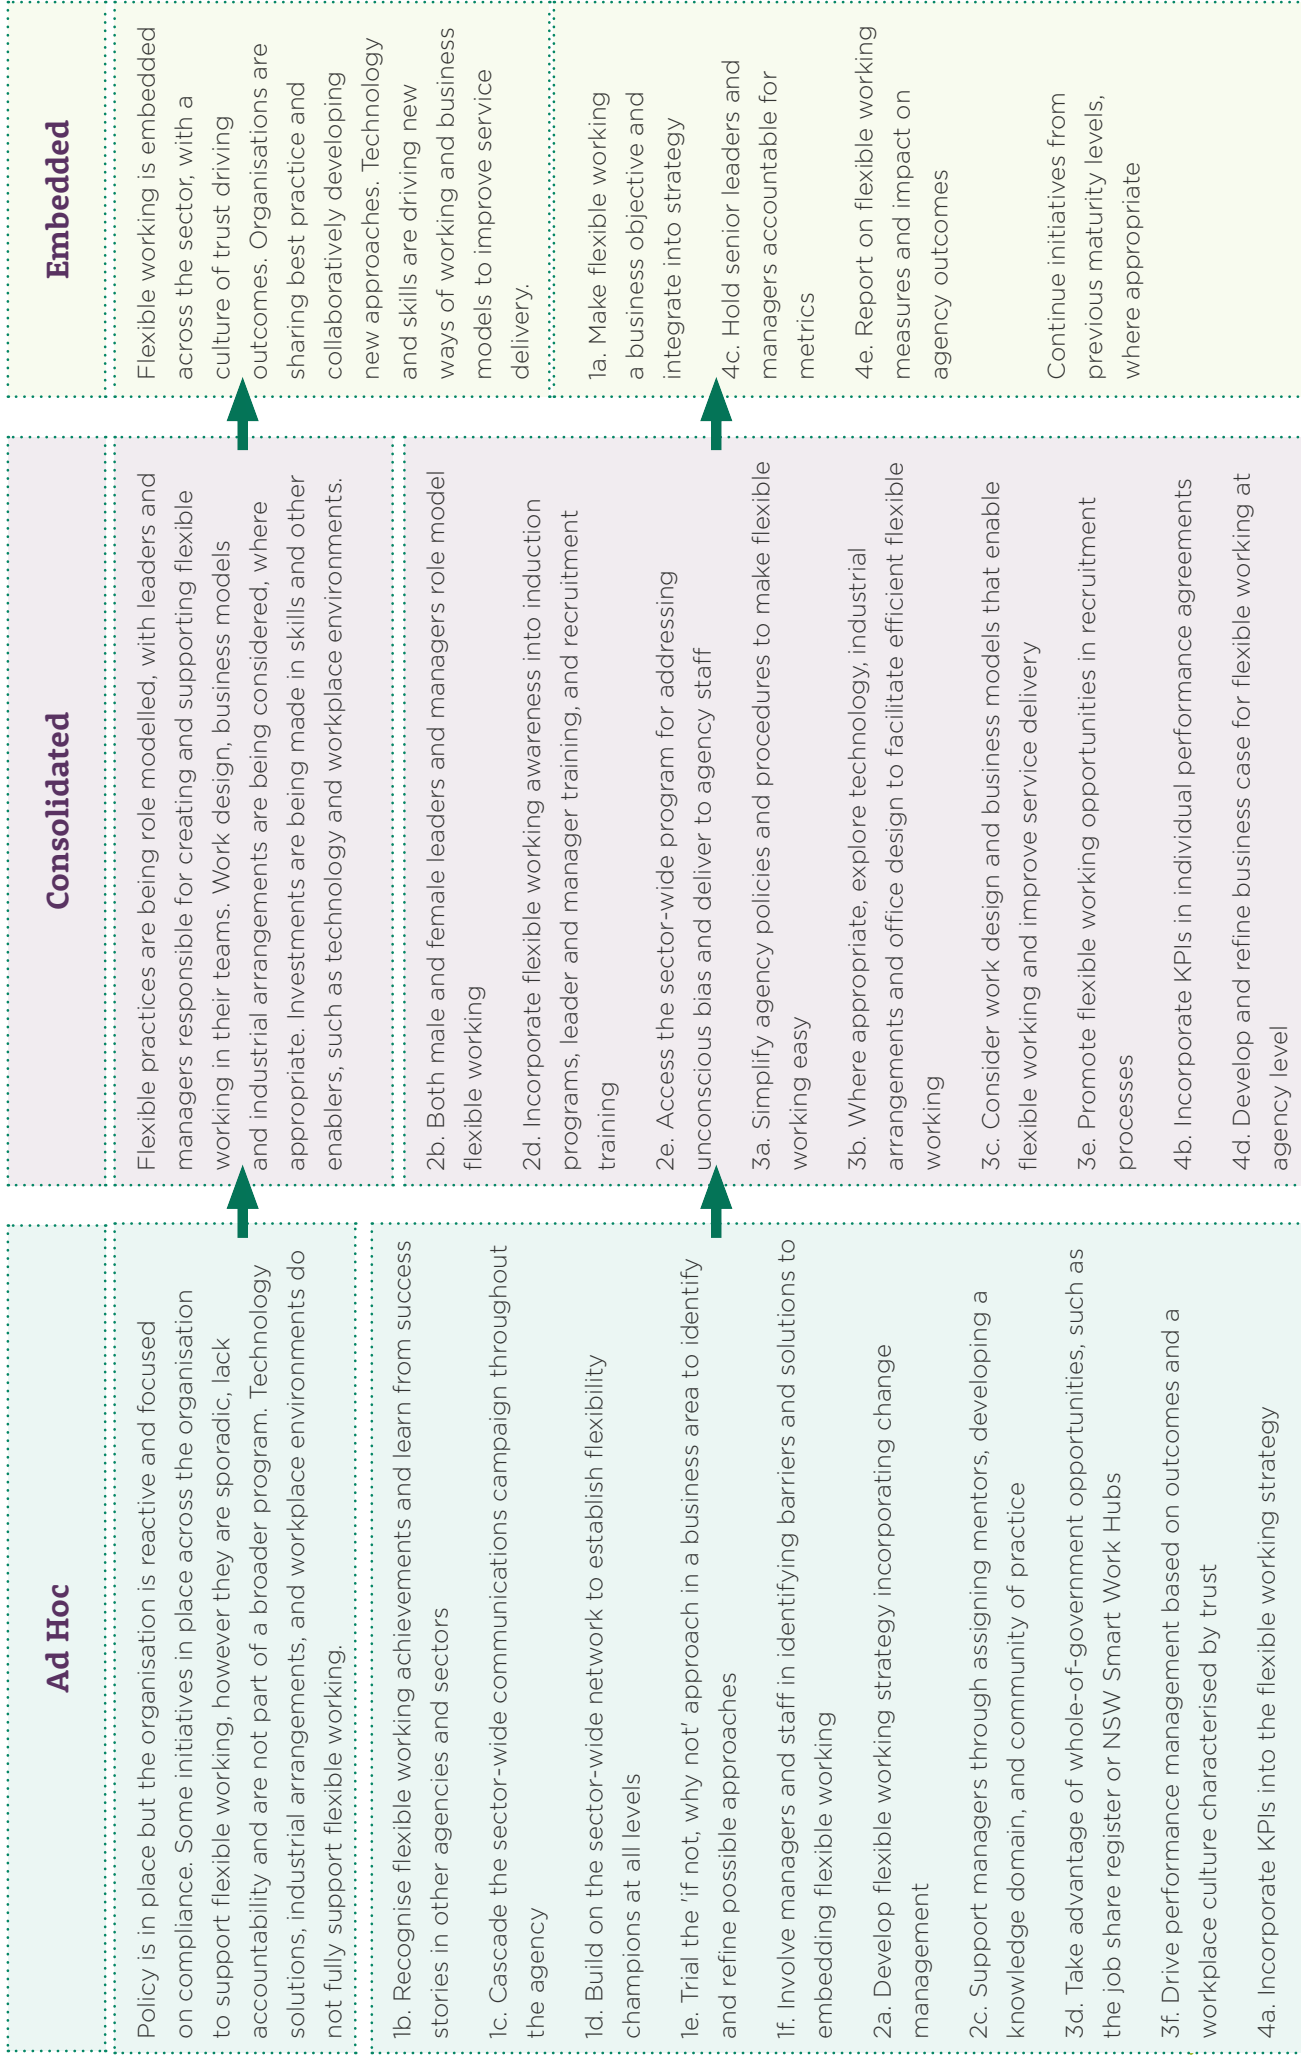 Ad Hoc
Policy is in place but the organisation is reactive and focused
on compliance. Some initiatives in place across the organisation
to support flexible working, however they are sporadic, lack
accountability and are not part of a broader program. Technology
solutions, industrial arrangements, and workplace environments do
not fully support flexible working.
1b. Recognise flexible working achievements and learn from success
stories in other agencies and sectors
1c. Cascade the sector-wide communications campaign throughout
the agency
1d. Build on the sector-wide network to establish flexibility
champions at all levels
1e. Trial the ‘if not, why not’ approach in a business area to identify
and refine possible approaches
1f. Involve managers and staff in identifying barriers and solutions to
embedding flexible working
2a. Develop flexible working strategy incorporating change
management
2c. Support managers through assigning mentors, developing a
knowledge domain, and community of practice
3d. Take advantage of whole-of-government opportunities, such as
the job share register or NSW Smart Work Hubs
3f. Drive performance management based on outcomes and a
workplace culture characterised by trust
4a. Incorporate KPIs into the flexible working strategy
Consolidated
Flexible practices are being role modelled, with leaders and
managers responsible for creating and supporting flexible
working in their teams. Work design, business models
and industrial arrangements are being considered, where
appropriate. Investments are being made in skills and other
enablers, such as technology and workplace environments.
2b. Both male and female leaders and managers role model
flexible working
2d. Incorporate flexible working awareness into induction
programs, leader and manager training, and recruitment
training
2e. Access the sector-wide program for addressing
unconscious bias and deliver to agency staff
3a. Simplify agency policies and procedures to make flexible
working easy
3b. Where appropriate, explore technology, industrial
arrangements and office design to facilitate efficient flexible
working
3c. Consider work design and business models that enable
flexible working and improve service delivery
3e. Promote flexible working opportunities in recruitment
processes
4b. Incorporate KPIs in individual performance agreements
4d. Develop and refine business case for flexible working at
agency level
Embedded
Flexible working is embedded
across the sector, with a
culture of trust driving
outcomes. Organisations are
sharing best practice and
collaboratively developing
new approaches. Technology
and skills are driving new
ways of working and business
models to improve service
delivery.
1a. Make flexible working
a business objective and
integrate into strategy
4c. Hold senior leaders and
managers accountable for
metrics
4e. Report on flexible working
measures and impact on
agency outcomes
Continue initiatives from
previous maturity levels,
where appropriate